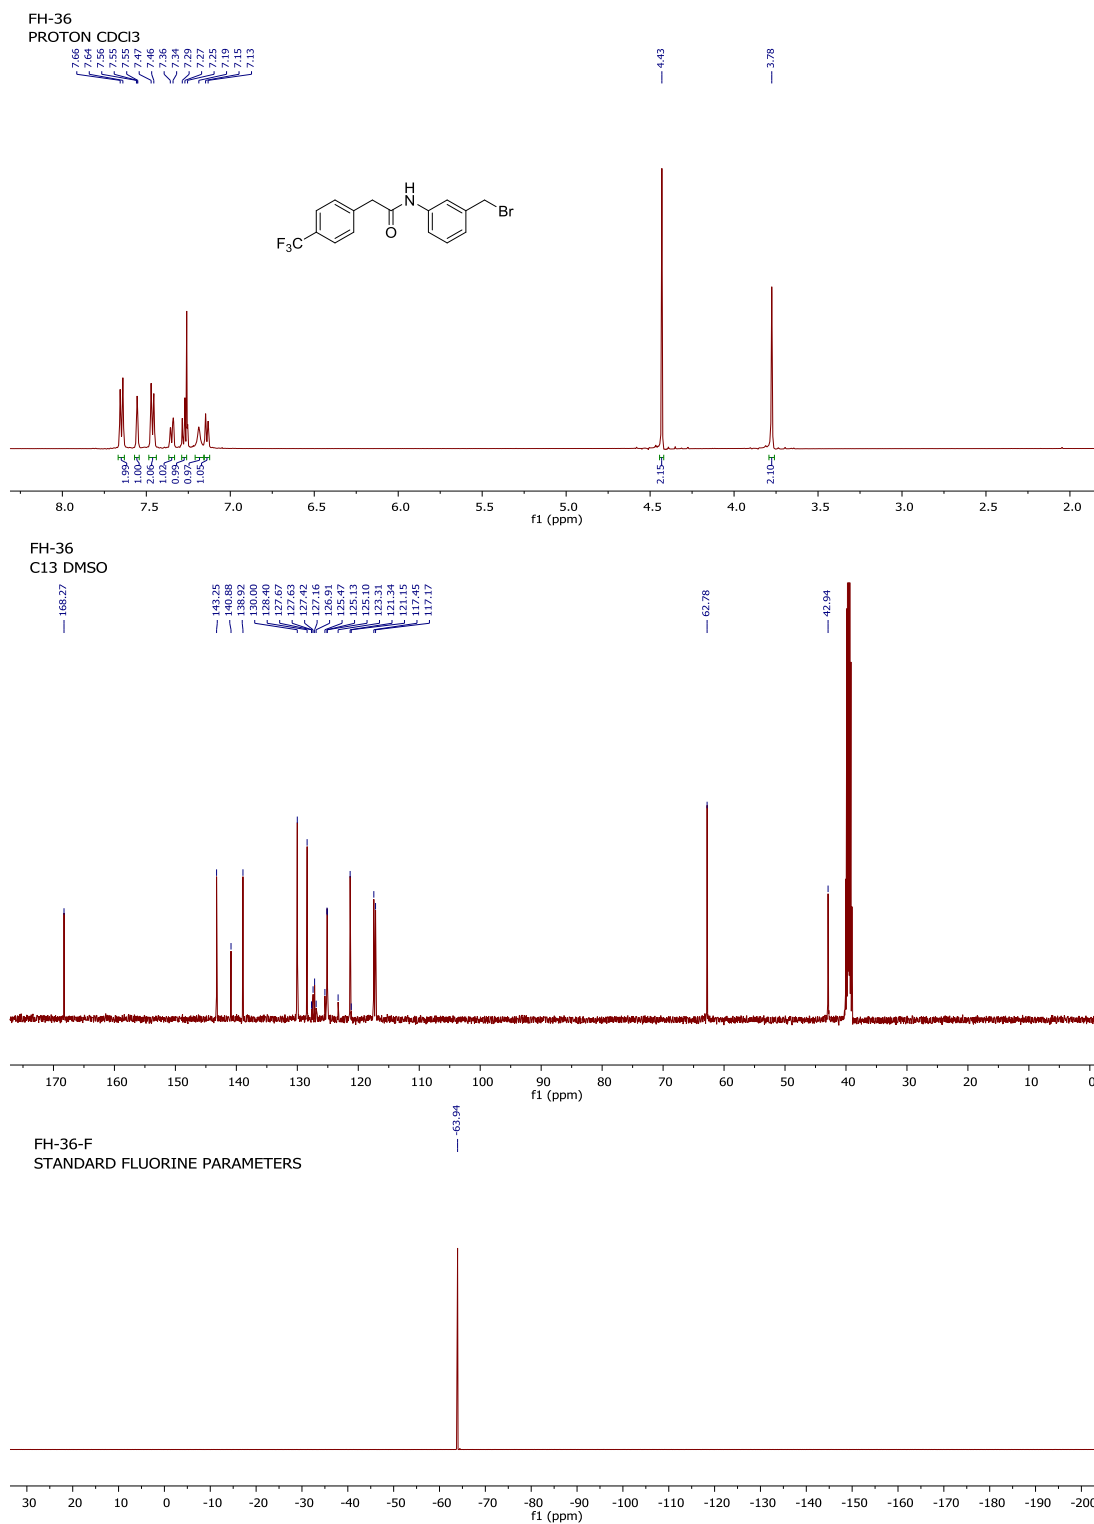 FH-36
PROTON CDCl3
7.66 7.64 7.56 7.55 7.55 7.47 7.46 7.36 7.34 7.29 7.27 7.25 7.19 7.15 7.13 4.43 3.78
H
N
Br
O
F3C
1.99 1.00 2.06 1.02 0.99 0.97 1.05 2.15 2.10
8.0 7.5 7.0 6.5 6.0 5.5 5.0 4.5 4.0 3.5 3.0 2.5 2.0
f1 (ppm)
FH-36
C13 DMSO
168.27 143.25 140.88 138.92 130.00 128.40 127.67 127.63 127.42 127.16 126.91 125.47 125.13 125.10 123.31 121.34 121.15 117.45 117.17 62.78 42.94
170 160 150 140 130 120 110 100 90 80 70 60 50 40 30 20 10 0
f1 (ppm)
-63.94
FH-36-F
STANDARD FLUORINE PARAMETERS
30 20 10 0 -10 -20 -30 -40 -50 -60 -70 -80 -90 -100 -110 -120 -130 -140 -150 -160 -170 -180 -190 -200
f1 (ppm)